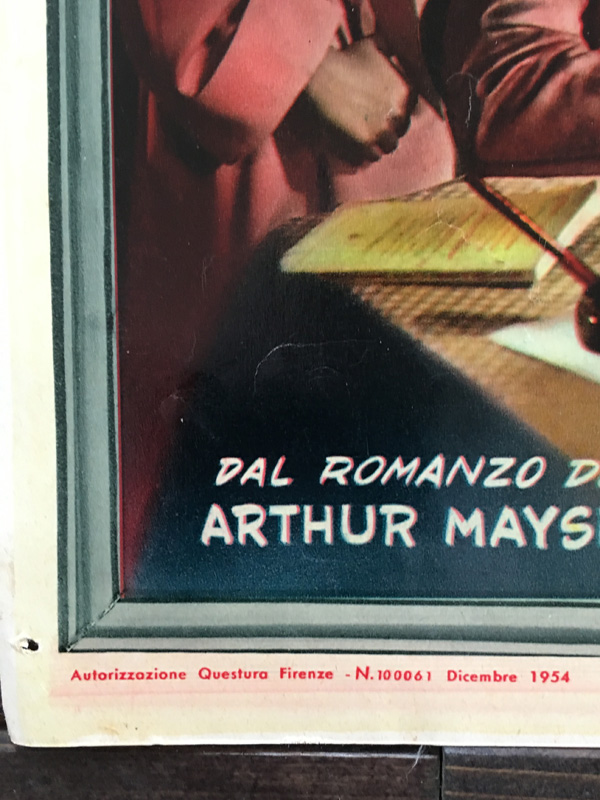 DAL ROMANZO
ARTHUR
Autorizzazione Questura Firenze - N. 100061 Dicembre 1954